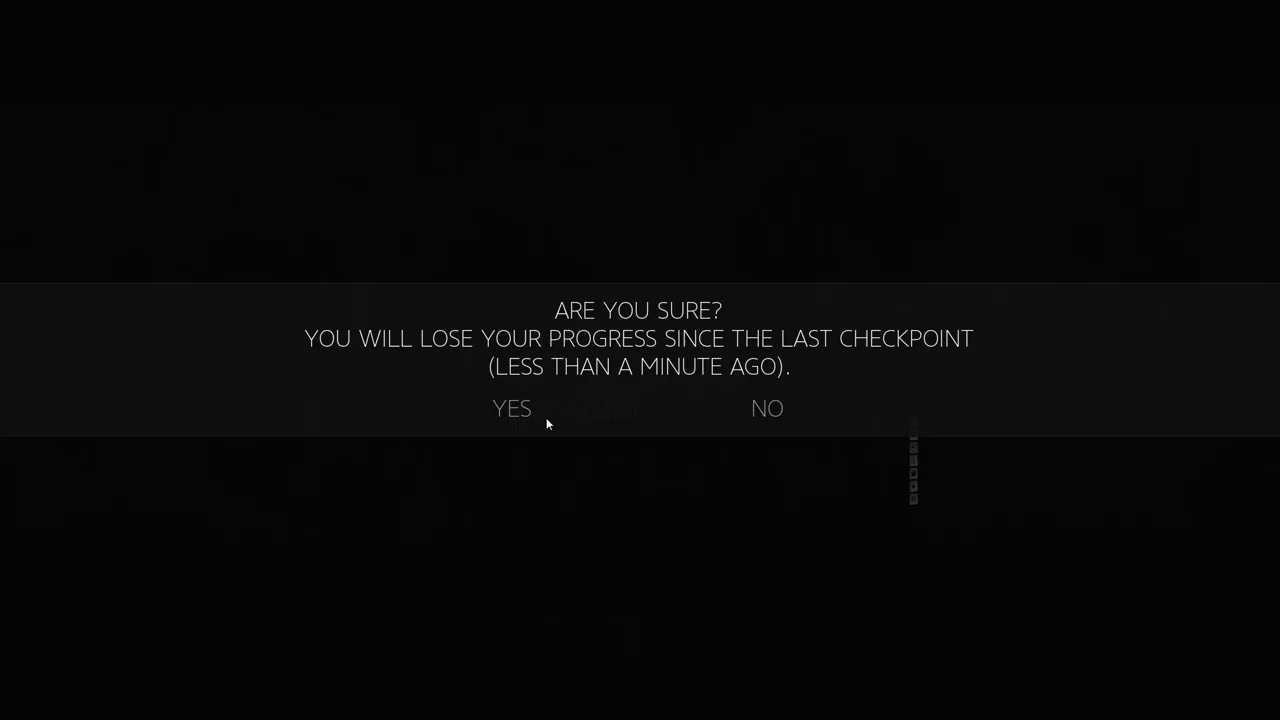 ARE YOU SURE?
YOU WILL LOSE YOUR PROGRESS SINCE THE LAST CHECKPOINT
(LESS THAN A MINUTE AGO).
YES NO